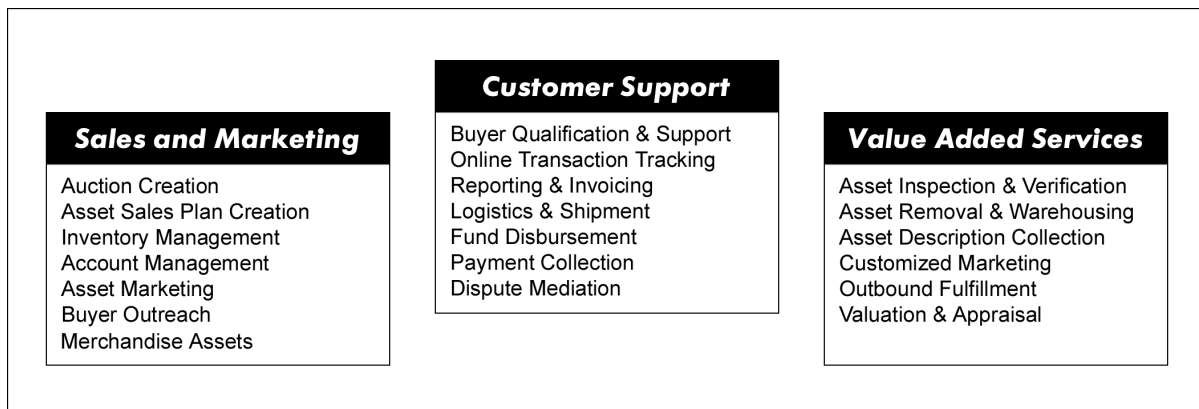 Sales and Marketing
Auction Creation
Asset Sales Plan Creation
Inventory Management
Account Management
Asset Marketing
Buyer Outreach
Merchandise Assets
Customer Support
Buyer Qualification & Support
Online Transaction Tracking
Reporting & Invoicing
Logistics & Shipment
Fund Disbursement
Payment Collection
Dispute Mediation
Value Added Services
Asset Inspection & Verification
Asset Removal & Warehousing
Asset Description Collection
Customized Marketing
Outbound Fulfillment
Valuation & Appraisal